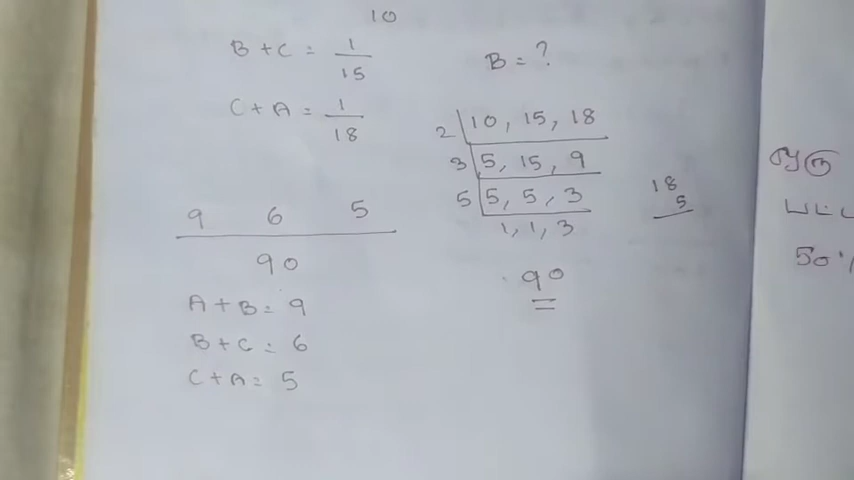 10
B + C = 1/15
B = ?
C + A = 1/18
2 | 10, 15, 18
3 | 5, 15, 9
5 | 5, 5, 3
1, 1, 3
90
18
5
9 6 5
90
A + B = 9
B + C = 6
C + A = 5
50%